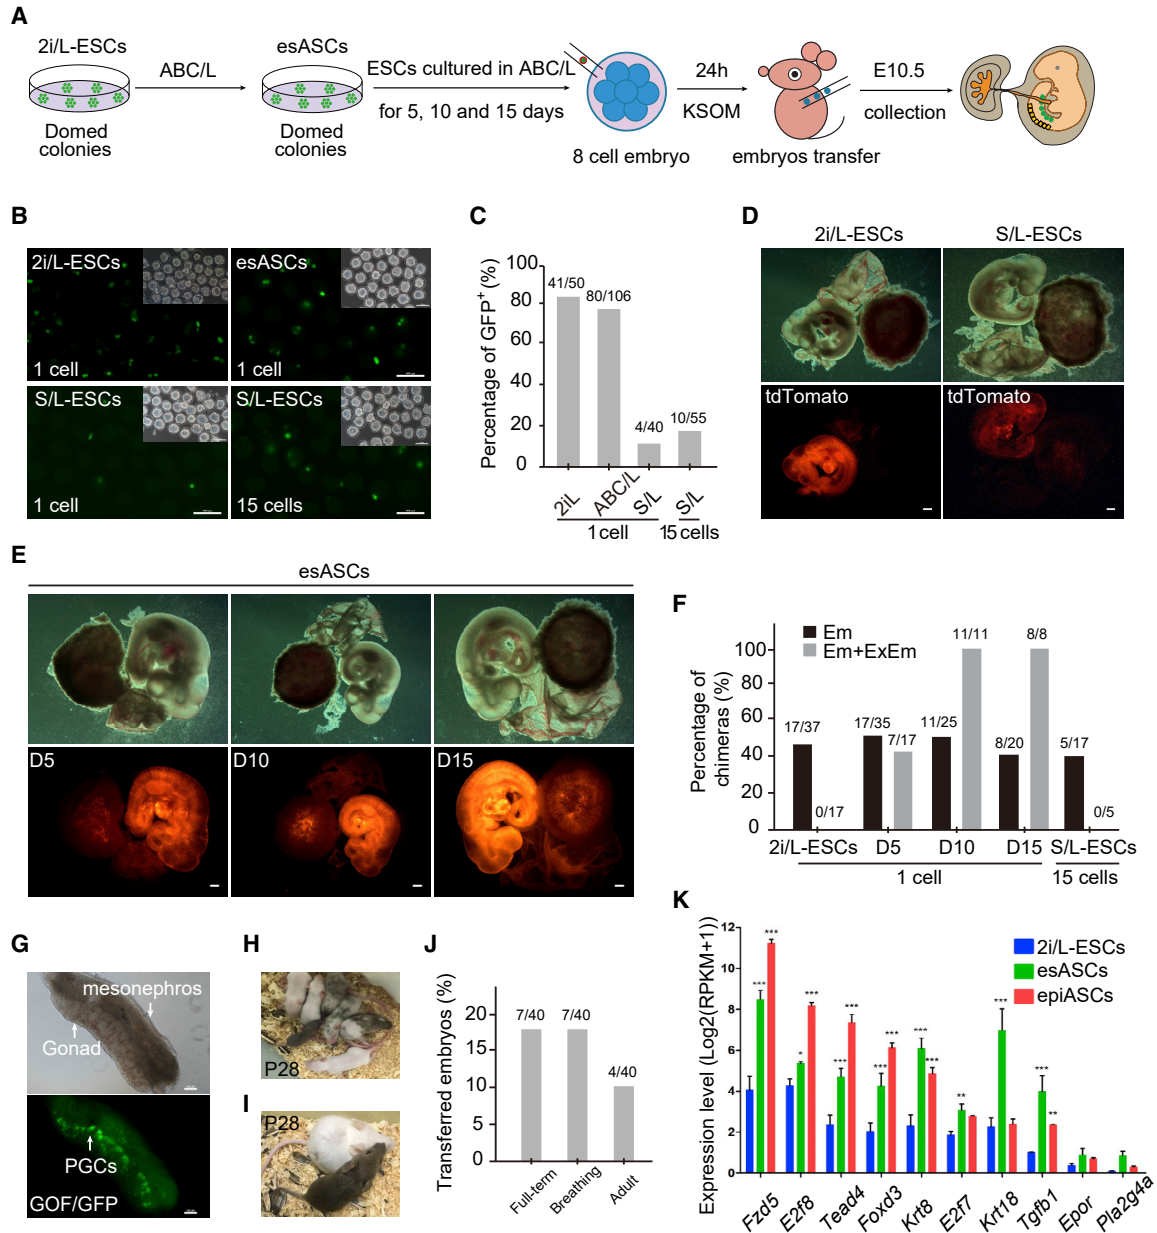 A
2i/L-ESCs
ABC/L
esASCs
ESCs cultured in ABC/L
for 5, 10 and 15 days
24h
KSOM
E10.5
collection
Domed
colonies
Domed
colonies
8 cell embryo
embryos transfer
B
2i/L-ESCs
esASCs
1 cell
1 cell
S/L-ESCs
S/L-ESCs
1 cell
15 cells
C
Percentage of GFP+ (%)
100
80
60
40
20
0
41/50
80/106
4/40
10/55
2iL
ABC/L
S/L
S/L
1 cell
15 cells
D
2i/L-ESCs
S/L-ESCs
tdTomato
tdTomato
E
esASCs
D5
D10
D15
F
Percentage of
chimeras (%)
100
80
60
40
20
0
Em
Em+ExEm
17/37
0/17
17/35
7/17
11/25
11/11
8/20
8/8
5/17
0/5
2i/L-ESCs
D5
D10
D15
S/L-ESCs
1 cell
15 cells
G
mesonephros
Gonad
PGCs
GOF/GFP
H
P28
I
P28
J
Transferred embryos (%)
20
15
10
5
0
7/40
7/40
4/40
Full-term
Breathing
Adult
K
Expression level (Log2(RPKM+1))
12
10
8
6
4
2
0
2i/L-ESCs
esASCs
epiASCs
***
***
*
***
***
***
***
***
***
***
**
***
***
**
Fzd5
E2f8
Tead4
Foxd3
Krt8
E2f7
Krt18
Tgfb1
Epor
Pla2g4a